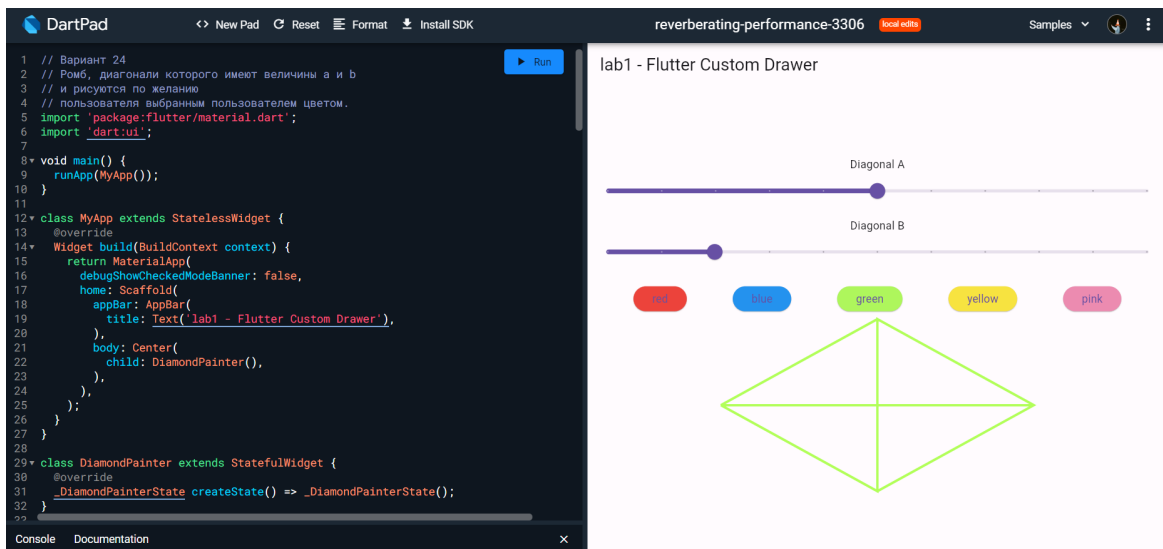 DartPad
<> New Pad
Reset
Format
Install SDK
reverberating-performance-3306
local edits
Samples
1 // Вариант 24
2 // Ромб, диагонали которого имеют величины a и b
3 // и рисуются по желанию
4 // пользователя выбранным пользователем цветом.
5 import 'package:flutter/material.dart';
6 import 'dart:ui';
7
8 void main() {
9   runApp(MyApp());
10 }
11
12 class MyApp extends StatelessWidget {
13   @override
14   Widget build(BuildContext context) {
15     return MaterialApp(
16       debugShowCheckedModeBanner: false,
17       home: Scaffold(
18         appBar: AppBar(
19           title: Text('lab1 - Flutter Custom Drawer'),
20         ),
21         body: Center(
22           child: DiamondPainter(),
23         ),
24       ),
25     );
26   }
27 }
28
29 class DiamondPainter extends StatefulWidget {
30   @override
31   _DiamondPainterState createState() => _DiamondPainterState();
32 }
Run
Console
Documentation
lab1 - Flutter Custom Drawer
Diagonal A
Diagonal B
red
blue
green
yellow
pink